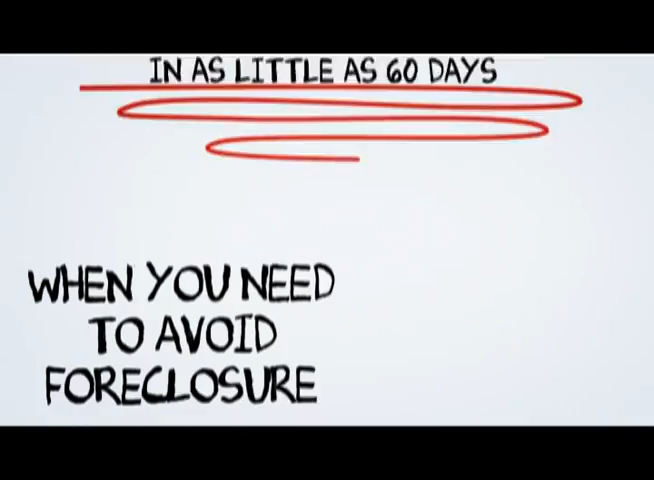 IN AS LITTLE AS 60 DAYS
WHEN YOU NEED
TO AVOID
FORECLOSURE